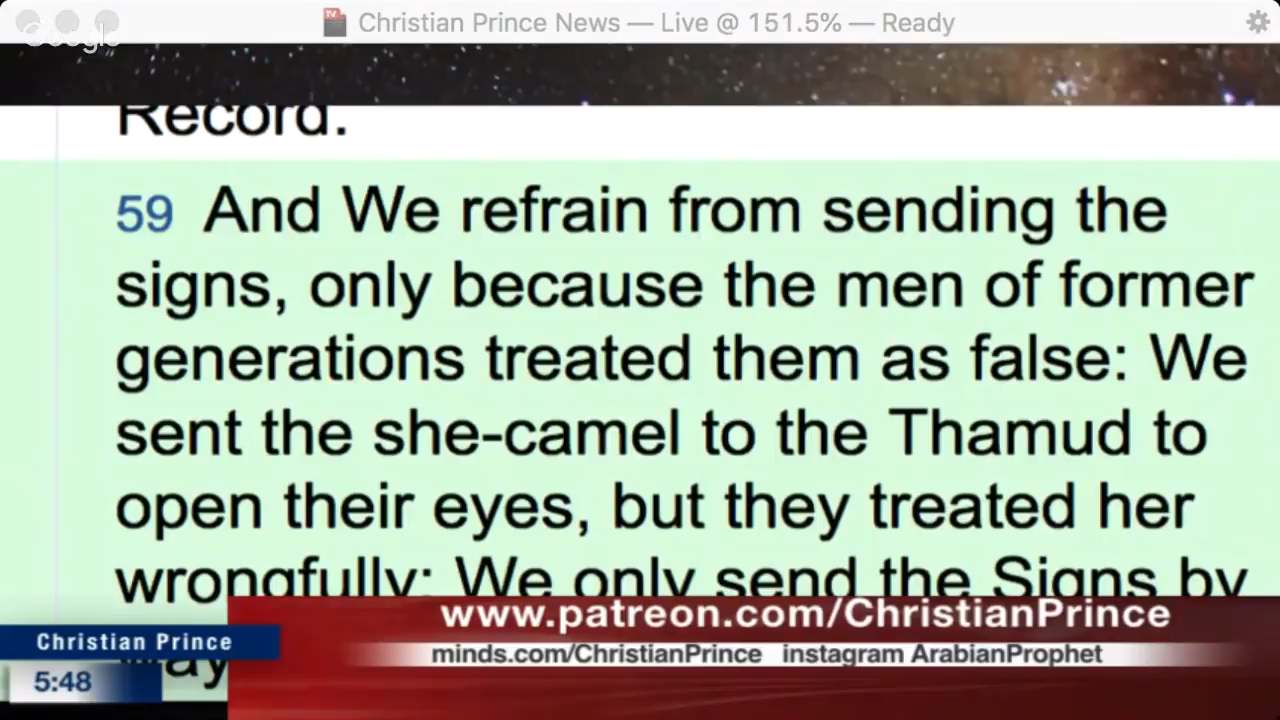 Christian Prince News — Live @ 151.5% — Ready
Google
Record.
59 And We refrain from sending the
signs, only because the men of former
generations treated them as false: We
sent the she-camel to the Thamud to
open their eyes, but they treated her
wrongfully: We only send the Signs by
www.patreon.com/ChristianPrince
Christian Prince
minds.com/ChristianPrince instagram ArabianProphet
5:48